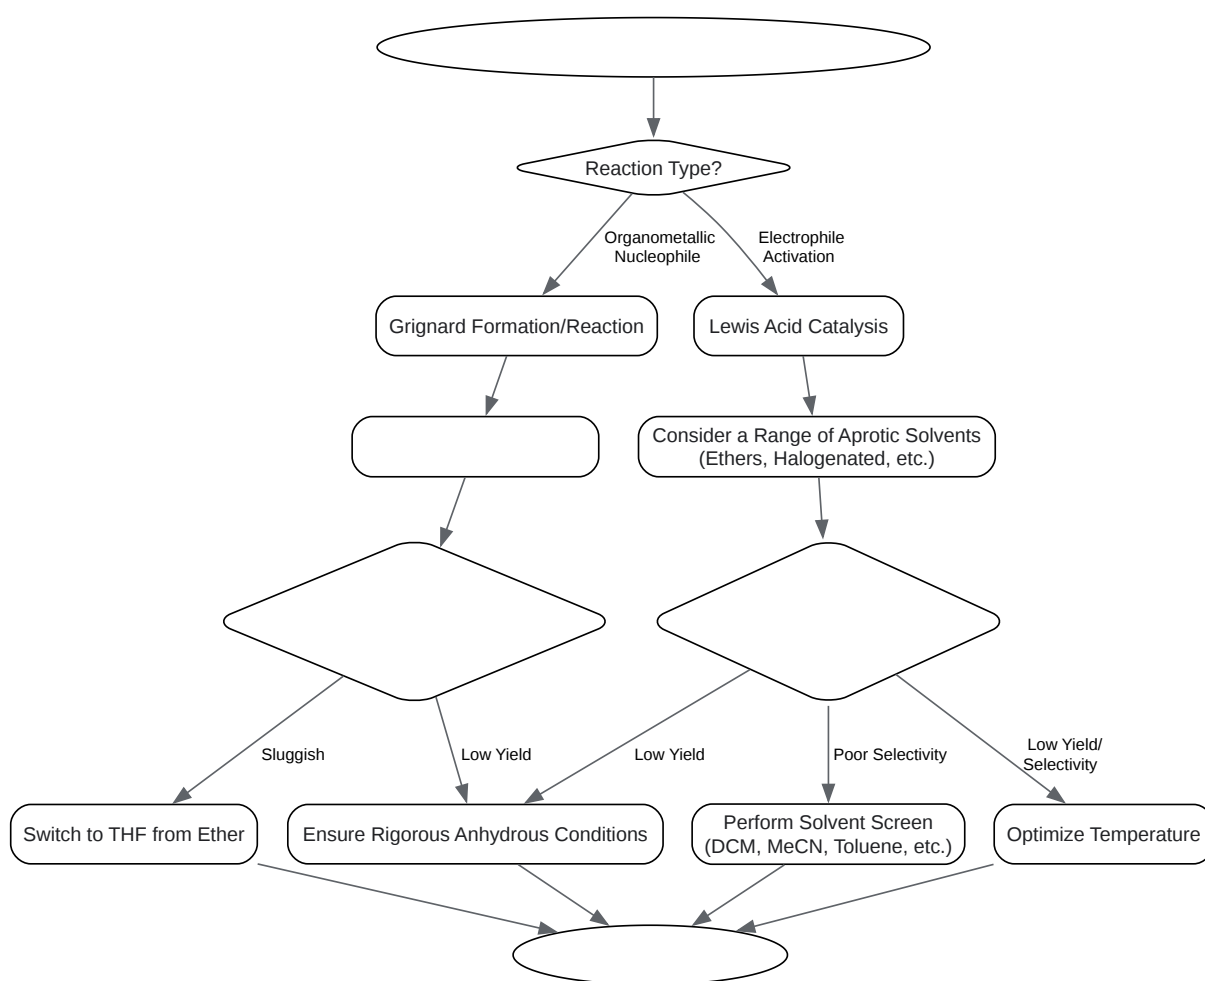 Reaction Type?
Organometallic
Nucleophile
Electrophile
Activation
Grignard Formation/Reaction
Lewis Acid Catalysis
Consider a Range of Aprotic Solvents
(Ethers, Halogenated, etc.)
Sluggish
Low Yield
Low Yield
Poor Selectivity
Low Yield/
Selectivity
Switch to THF from Ether
Ensure Rigorous Anhydrous Conditions
Perform Solvent Screen
(DCM, MeCN, Toluene, etc.)
Optimize Temperature